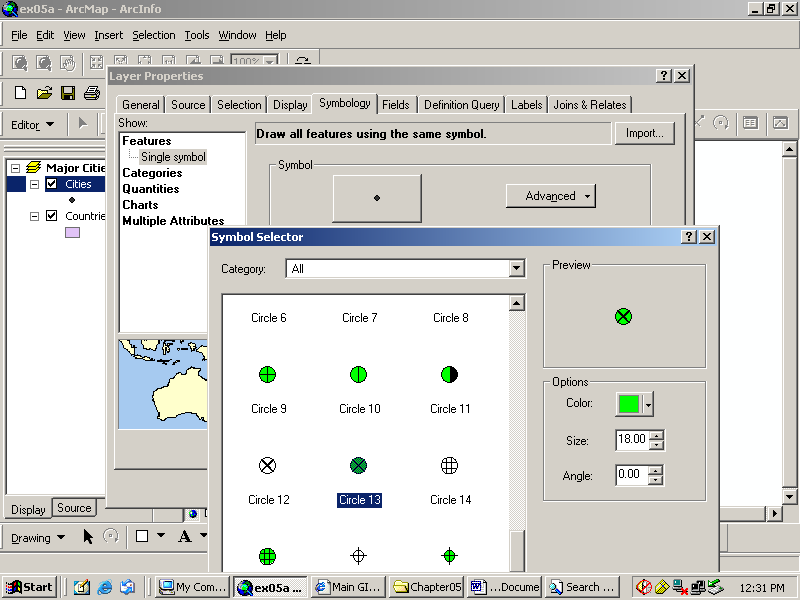 ex05a - ArcMap - ArcInfo
File Edit View Insert Selection Tools Window Help
100%
Layer Properties
General Source Selection Display Symbology Fields Definition Query Labels Joins & Relates
Editor
Show:
Features
Single symbol
Categories
Quantities
Charts
Multiple Attributes
Draw all features using the same symbol.
Import...
Symbol
Advanced
Major Citie
Cities
Countrie
Symbol Selector
Category: All
Preview
Circle 6 Circle 7 Circle 8
Circle 9 Circle 10 Circle 11
Circle 12 Circle 13 Circle 14
Options
Color:
Size: 18.00
Angle: 0.00
Display Source
Drawing A
Start My Com... ex05a ... Main GI... Chapter05 ...Docume Search ... 12:31 PM